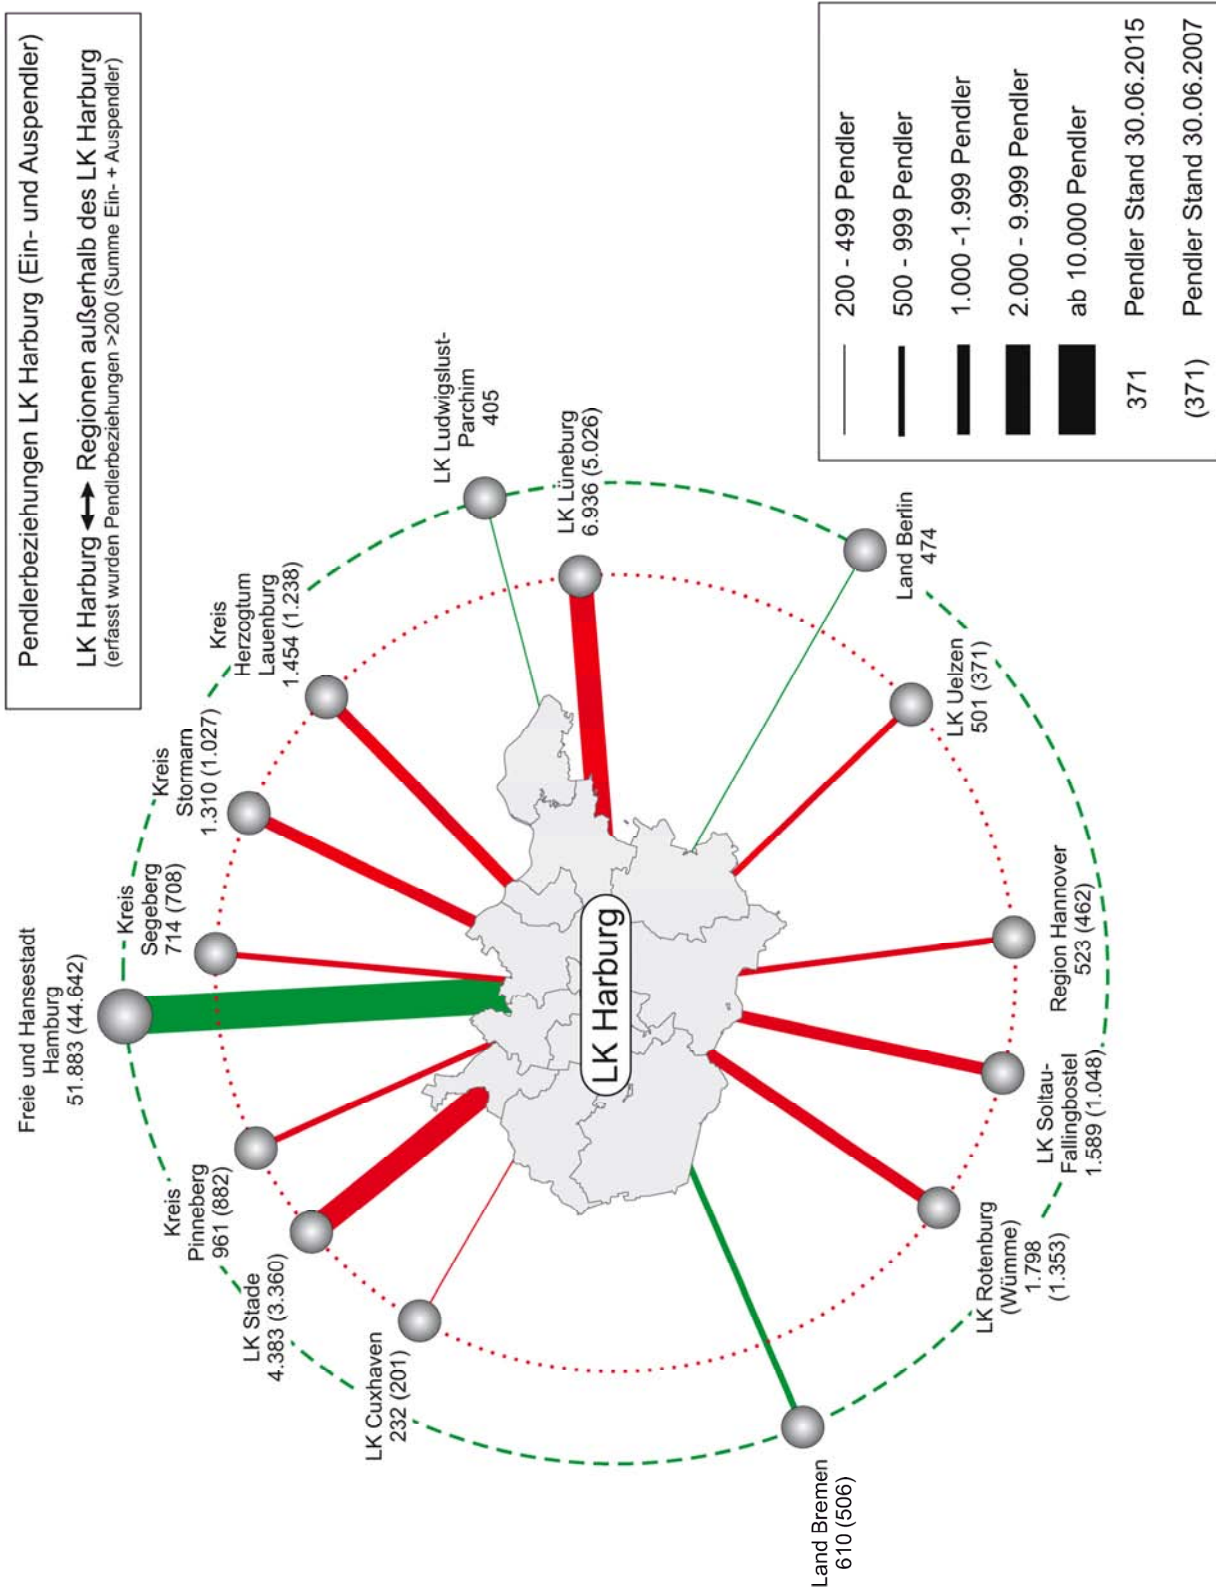 Pendlerbeziehungen LK Harburg (Ein- und Auspendler)
LK Harburg Regionen außerhalb des LK Harburg
(erfasst wurden Pendlerbeziehungen >200 (Summe Ein- + Auspendler)
Freie und Hansestadt
Hamburg
51.883 (44.642)
Kreis
Segeberg
714 (708)
Kreis
Stormarn
1.310 (1.027)
Kreis
Herzogtum
Lauenburg
1.454 (1.238)
LK Ludwigslust-
Parchim
405
LK Lüneburg
6.936 (5.026)
Land Berlin
474
LK Uelzen
501 (371)
Region Hannover
523 (462)
LK Soltau-
Fallingbostel
1.589 (1.048)
LK Rotenburg
(Wümme)
1.798
(1.353)
Land Bremen
610 (506)
LK Cuxhaven
232 (201)
LK Stade
4.383 (3.360)
Kreis
Pinneberg
961 (882)
LK Harburg
200 - 499 Pendler
500 - 999 Pendler
1.000 -1.999 Pendler
2.000 - 9.999 Pendler
ab 10.000 Pendler
371 Pendler Stand 30.06.2015
(371) Pendler Stand 30.06.2007